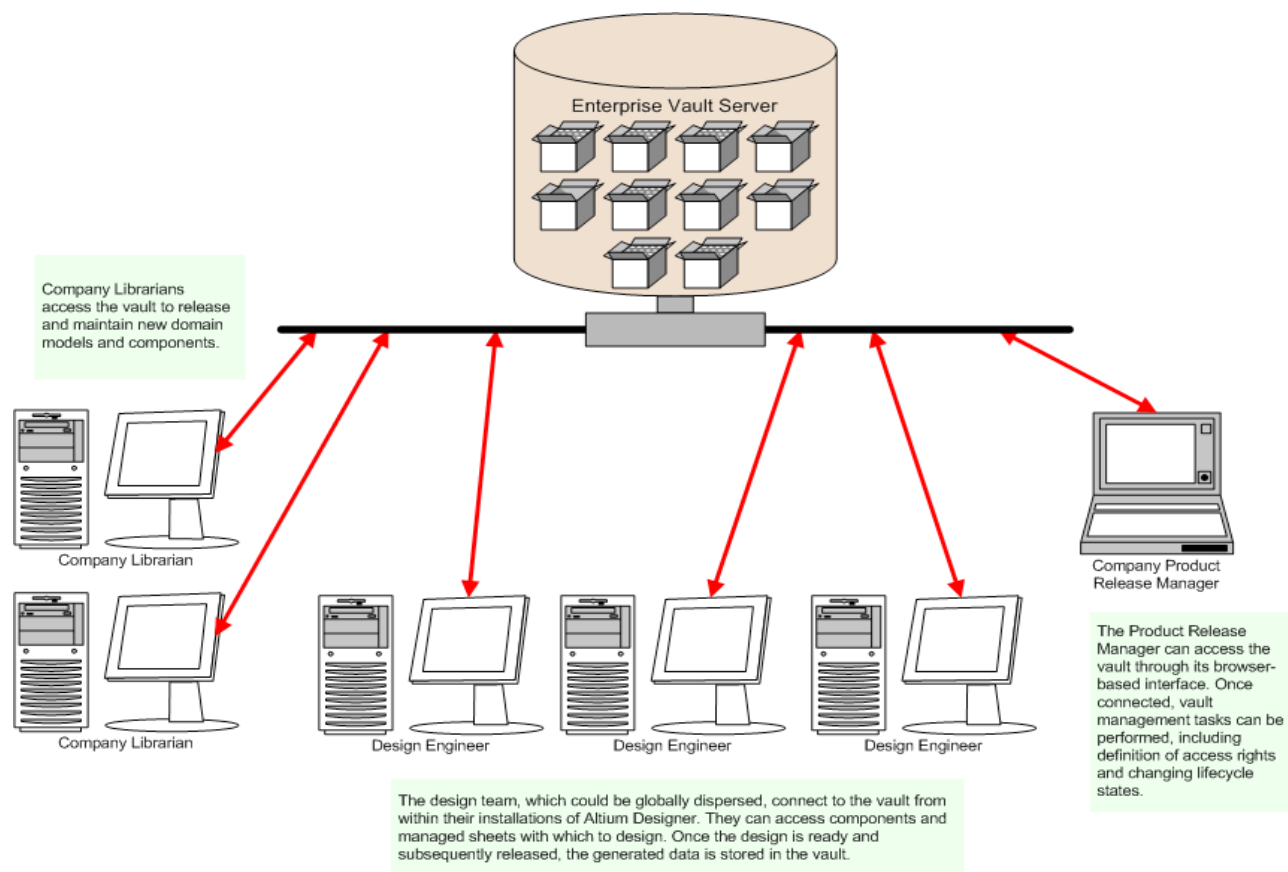 Enterprise Vault Server
Company Librarians
access the vault to release
and maintain new domain
models and components.
Company Librarian
Company Librarian
Design Engineer
Design Engineer
Design Engineer
Company Product
Release Manager
The Product Release
Manager can access the
vault through its browser-
based interface. Once
connected, vault
management tasks can be
performed, including
definition of access rights
and changing lifecycle
states.
The design team, which could be globally dispersed, connect to the vault from
within their installations of Altium Designer. They can access components and
managed sheets with which to design. Once the design is ready and
subsequently released, the generated data is stored in the vault.